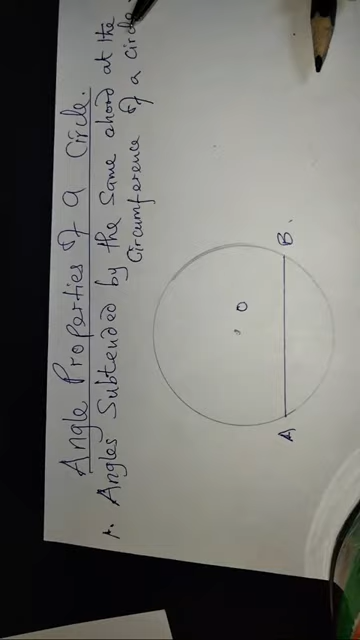 Angle Properties of a Circle.
1. Angles Subtended by the Same chord at the
Circumference of a circle.
O
A B.